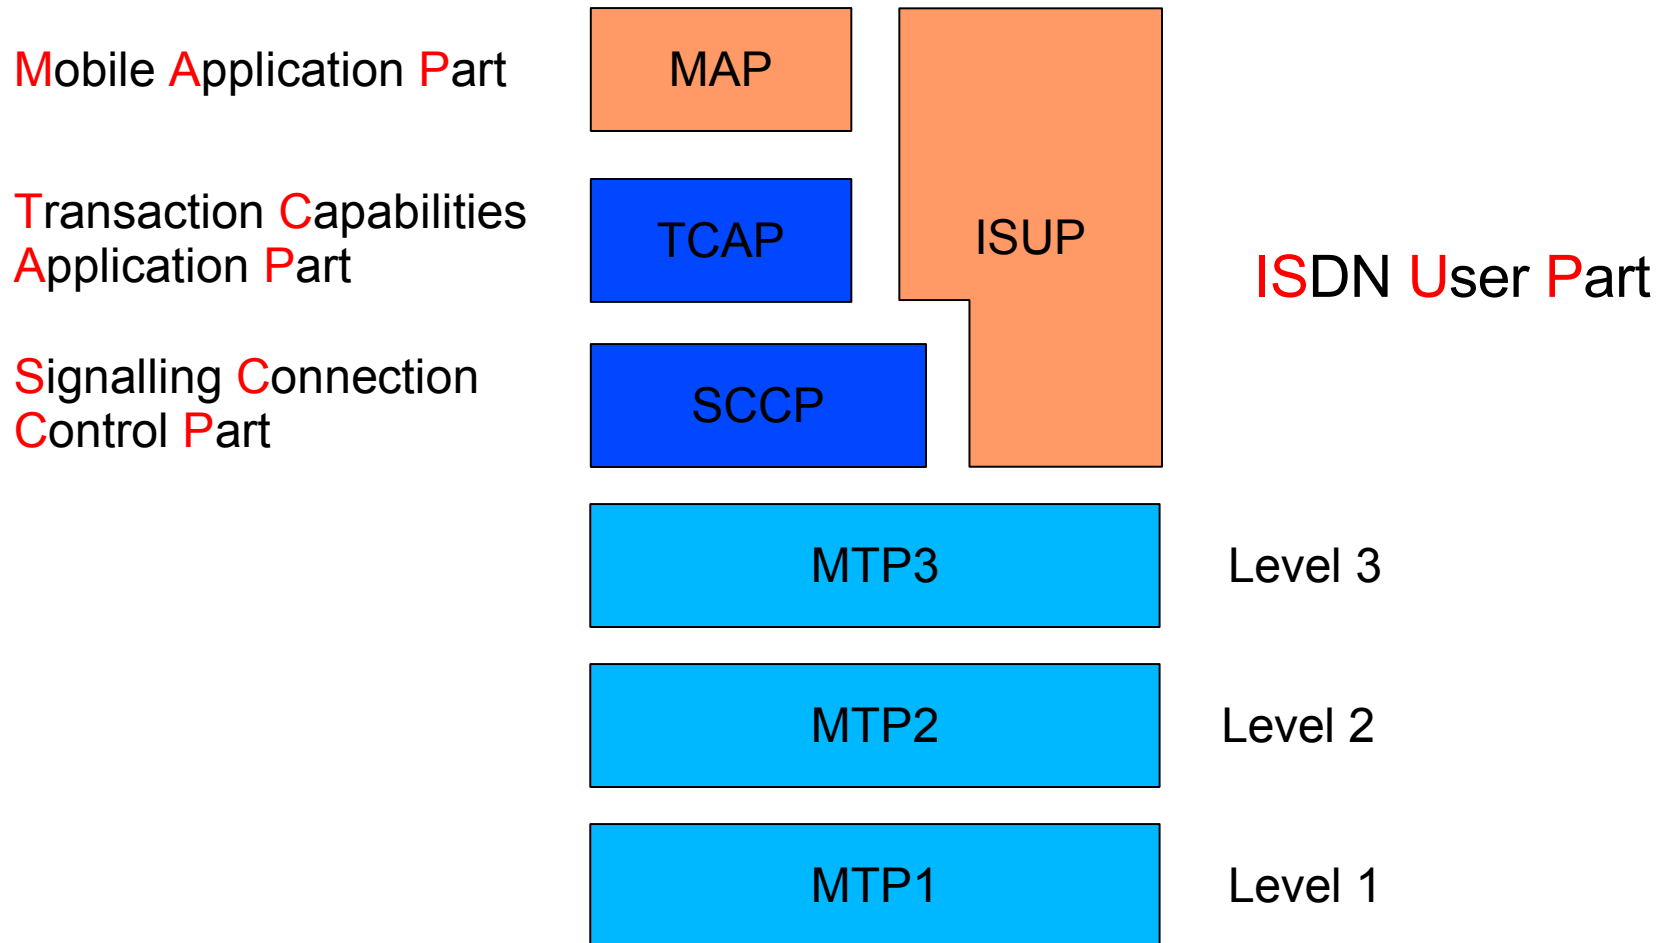 Mobile Application Part
MAP
Transaction Capabilities
Application Part
TCAP
ISUP
ISDN User Part
Signalling Connection
Control Part
SCCP
MTP3
Level 3
MTP2
Level 2
MTP1
Level 1